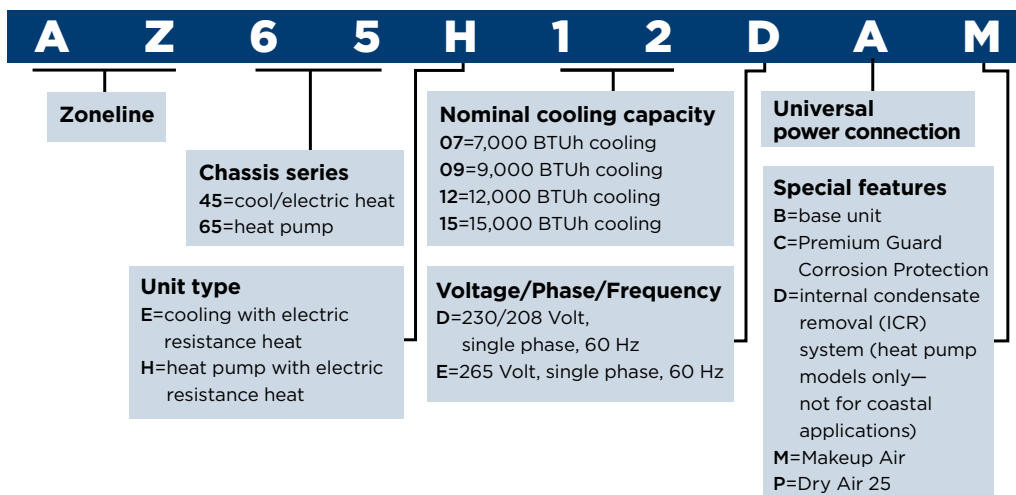 A Z 6 5 H 1 2 D A M
Zoneline
Chassis series
45=cool/electric heat
65=heat pump
Unit type
E=cooling with electric
resistance heat
H=heat pump with electric
resistance heat
Nominal cooling capacity
07=7,000 BTUh cooling
09=9,000 BTUh cooling
12=12,000 BTUh cooling
15=15,000 BTUh cooling
Voltage/Phase/Frequency
D=230/208 Volt,
single phase, 60 Hz
E=265 Volt, single phase, 60 Hz
Universal
power connection
Special features
B=base unit
C=Premium Guard
Corrosion Protection
D=internal condensate
removal (ICR)
system (heat pump
models only—
not for coastal
applications)
M=Makeup Air
P=Dry Air 25